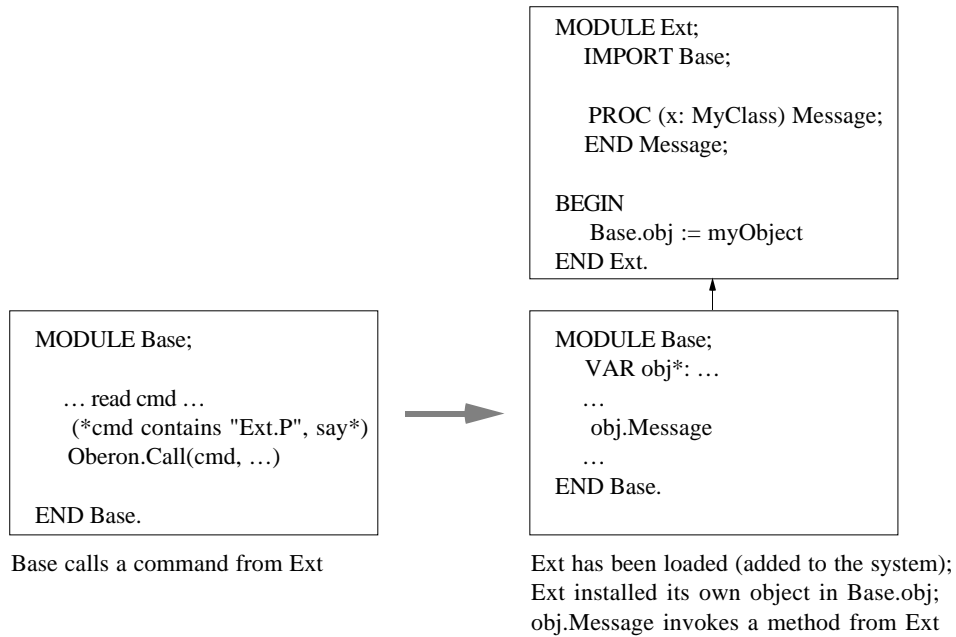 MODULE Ext;
IMPORT Base;
PROC (x: MyClass) Message;
END Message;
BEGIN
Base.obj := myObject
END Ext.
MODULE Base;
… read cmd …
(*cmd contains "Ext.P", say*)
Oberon.Call(cmd, …)
END Base.
MODULE Base;
VAR obj*: …
…
obj.Message
…
END Base.
Base calls a command from Ext
Ext has been loaded (added to the system);
Ext installed its own object in Base.obj;
obj.Message invokes a method from Ext